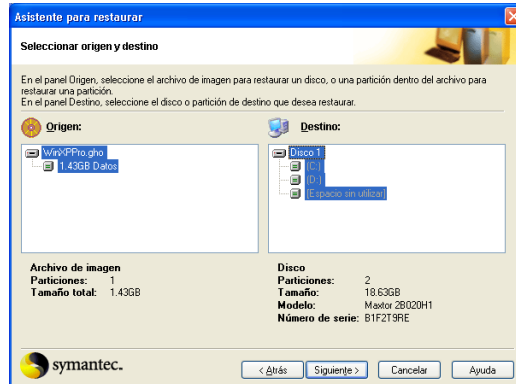 Asistente para restaurar
Seleccionar origen y destino
En el panel Origen, seleccione el archivo de imagen para restaurar un disco, o una partición dentro del archivo para
restaurar una partición.
En el panel Destino, seleccione el disco o partición de destino que desea restaurar.
Origen:
WinXPPro.gho
1,43GB Datos
Destino:
Disco 1
(C:)
(D:)
(Espacio sin utilizar)
Archivo de imagen
Particiones: 1
Tamaño total: 1.43GB
Disco
Particiones: 2
Tamaño: 18.63GB
Modelo: Maxtor 2B020H1
Número de serie: B1F2T9RE
symantec.
< Atrás
Siguiente >
Cancelar
Ayuda